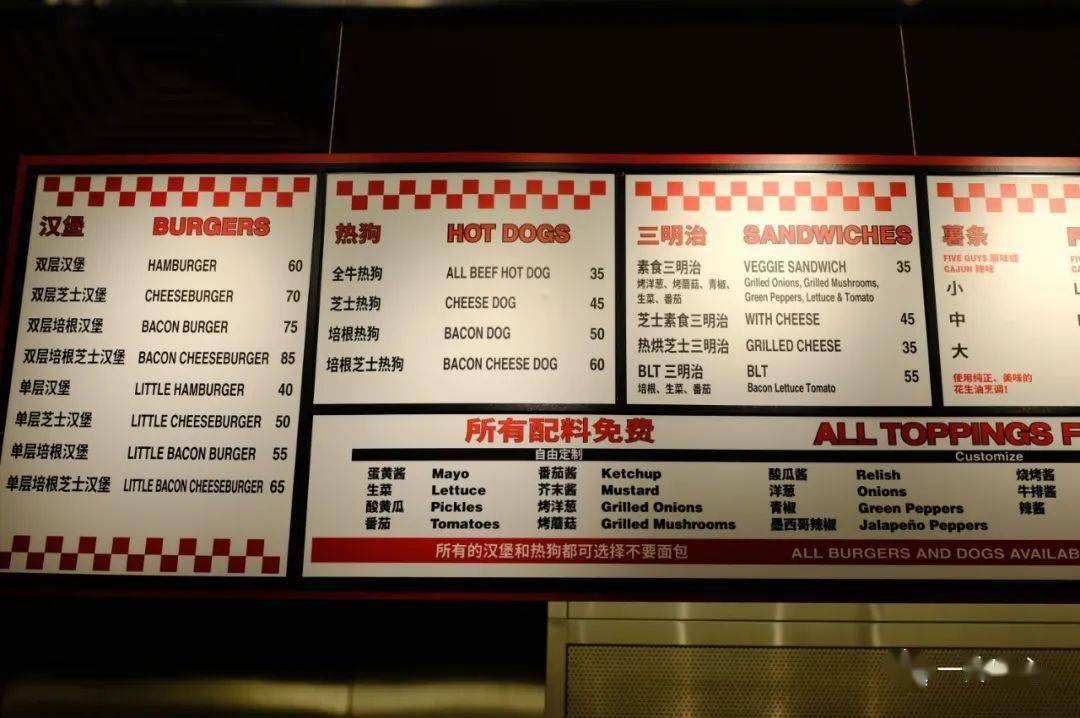 汉堡 BURGERS
双层汉堡 HAMBURGER 60
双层芝士汉堡 CHEESEBURGER 70
双层培根汉堡 BACON BURGER 75
双层培根芝士汉堡 BACON CHEESEBURGER 85
单层汉堡 LITTLE HAMBURGER 40
单层芝士汉堡 LITTLE CHEESEBURGER 50
单层培根汉堡 LITTLE BACON BURGER 55
单层培根芝士汉堡 LITTLE BACON CHEESEBURGER 65
热狗 HOT DOGS
全牛热狗 ALL BEEF HOT DOG 35
芝士热狗 CHEESE DOG 45
培根热狗 BACON DOG 50
培根芝士热狗 BACON CHEESE DOG 60
三明治 SANDWICHES
素食三明治 VEGGIE SANDWICH 35
烤洋葱、烤蘑菇、青椒、 Grilled Onions, Grilled Mushrooms,
生菜、番茄 Green Peppers, Lettuce & Tomato
芝士素食三明治 WITH CHEESE 45
热烘芝士三明治 GRILLED CHEESE 35
BLT 三明治 BLT 55
培根、生菜、番茄 Bacon Lettuce Tomato
薯条 F
FIVE GUYS 原味或 FIVE
CAJUN 辣味 CAJ
小 L
中
大
使用纯正、美味的
花生油烹调!
所有配料免费 ALL TOPPINGS F
自由定制 Customize
蛋黄酱 Mayo 番茄酱 Ketchup 酸瓜酱 Relish 烧烤酱
生菜 Lettuce 芥末酱 Mustard 洋葱 Onions 牛排酱
酸黄瓜 Pickles 烤洋葱 Grilled Onions 青椒 Green Peppers 辣酱
番茄 Tomatoes 烤蘑菇 Grilled Mushrooms 墨西哥辣椒 Jalapeño Peppers
所有的汉堡和热狗都可选择不要面包 ALL BURGERS AND DOGS AVAILAB